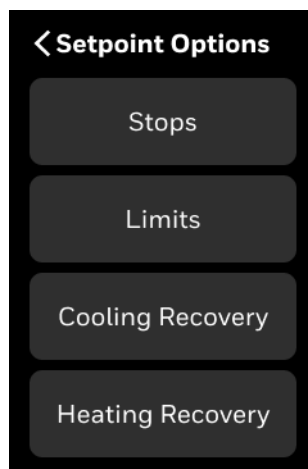 Setpoint Options
Stops
Limits
Cooling Recovery
Heating Recovery